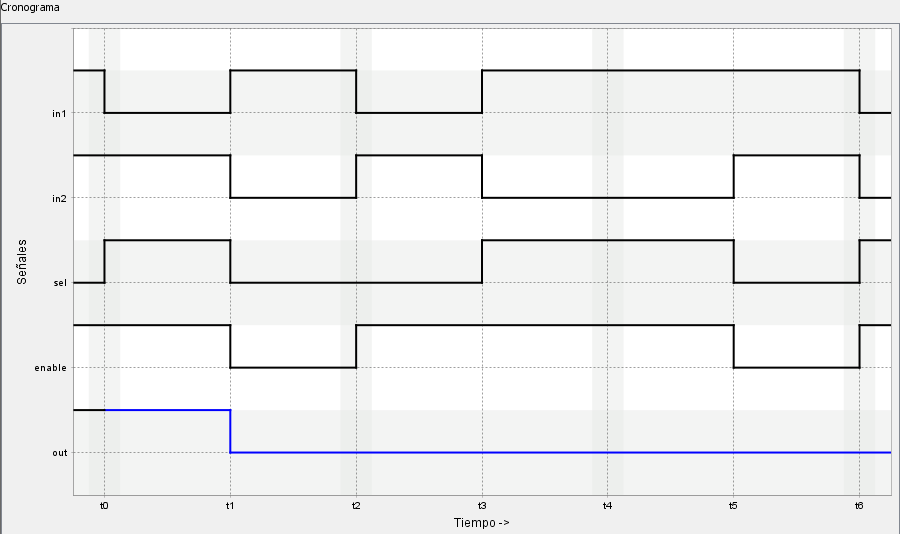 Cronograma
in1
in2
sel
enable
out
Señales
t0 t1 t2 t3 t4 t5 t6
Tiempo ->